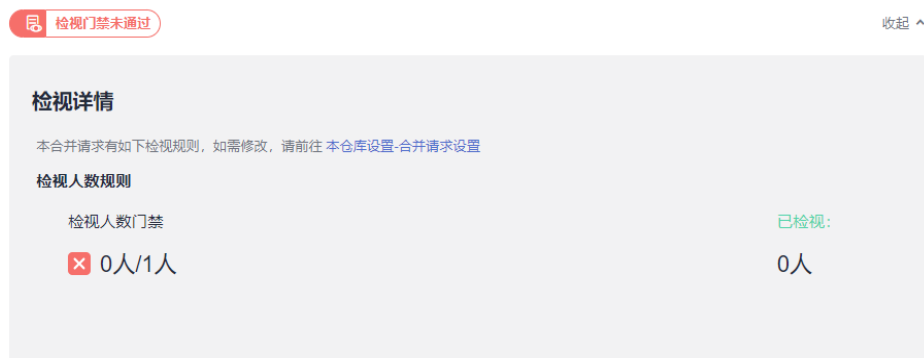 检视门禁未通过
收起
检视详情
本合并请求有如下检视规则，如需修改，请前往 本仓库设置-合并请求设置
检视人数规则
检视人数门禁
已检视：
0人/1人
0人